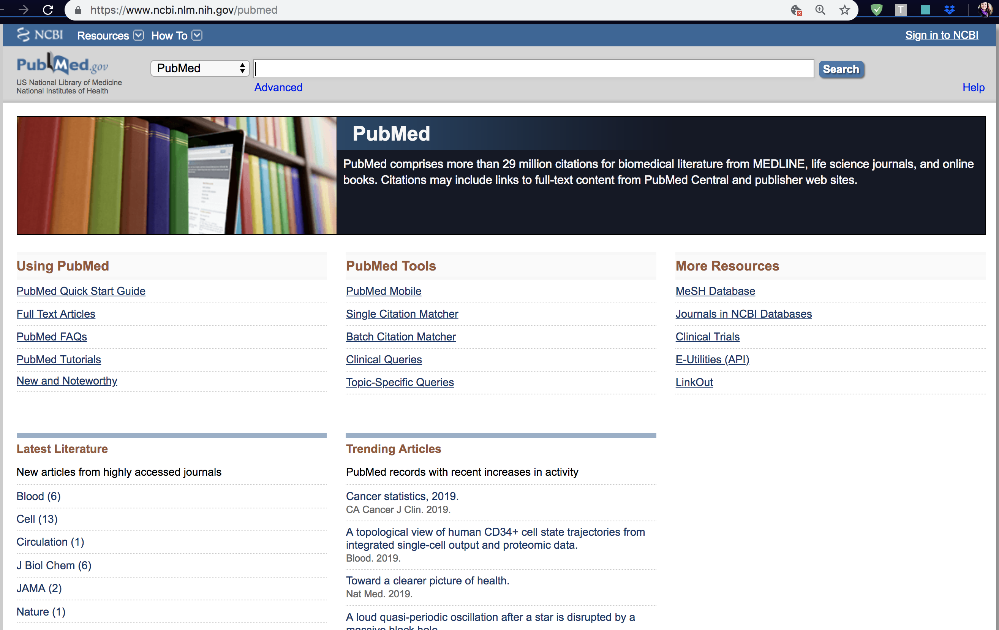 https://www.ncbi.nlm.nih.gov/pubmed
T
NCBI Resources How To Sign in to NCBI
PubMed.gov
US National Library of Medicine
National Institutes of Health
PubMed
Search
Advanced
Help
PubMed
PubMed comprises more than 29 million citations for biomedical literature from MEDLINE, life science journals, and online
books. Citations may include links to full-text content from PubMed Central and publisher web sites.
Using PubMed
PubMed Quick Start Guide
Full Text Articles
PubMed FAQs
PubMed Tutorials
New and Noteworthy
PubMed Tools
PubMed Mobile
Single Citation Matcher
Batch Citation Matcher
Clinical Queries
Topic-Specific Queries
More Resources
MeSH Database
Journals in NCBI Databases
Clinical Trials
E-Utilities (API)
LinkOut
Latest Literature
New articles from highly accessed journals
Blood (6)
Cell (13)
Circulation (1)
J Biol Chem (6)
JAMA (2)
Nature (1)
Trending Articles
PubMed records with recent increases in activity
Cancer statistics, 2019.
CA Cancer J Clin. 2019.
A topological view of human CD34+ cell state trajectories from
integrated single-cell output and proteomic data.
Blood. 2019.
Toward a clearer picture of health.
Nat Med. 2019.
A loud quasi-periodic oscillation after a star is disrupted by a
massive black hole.